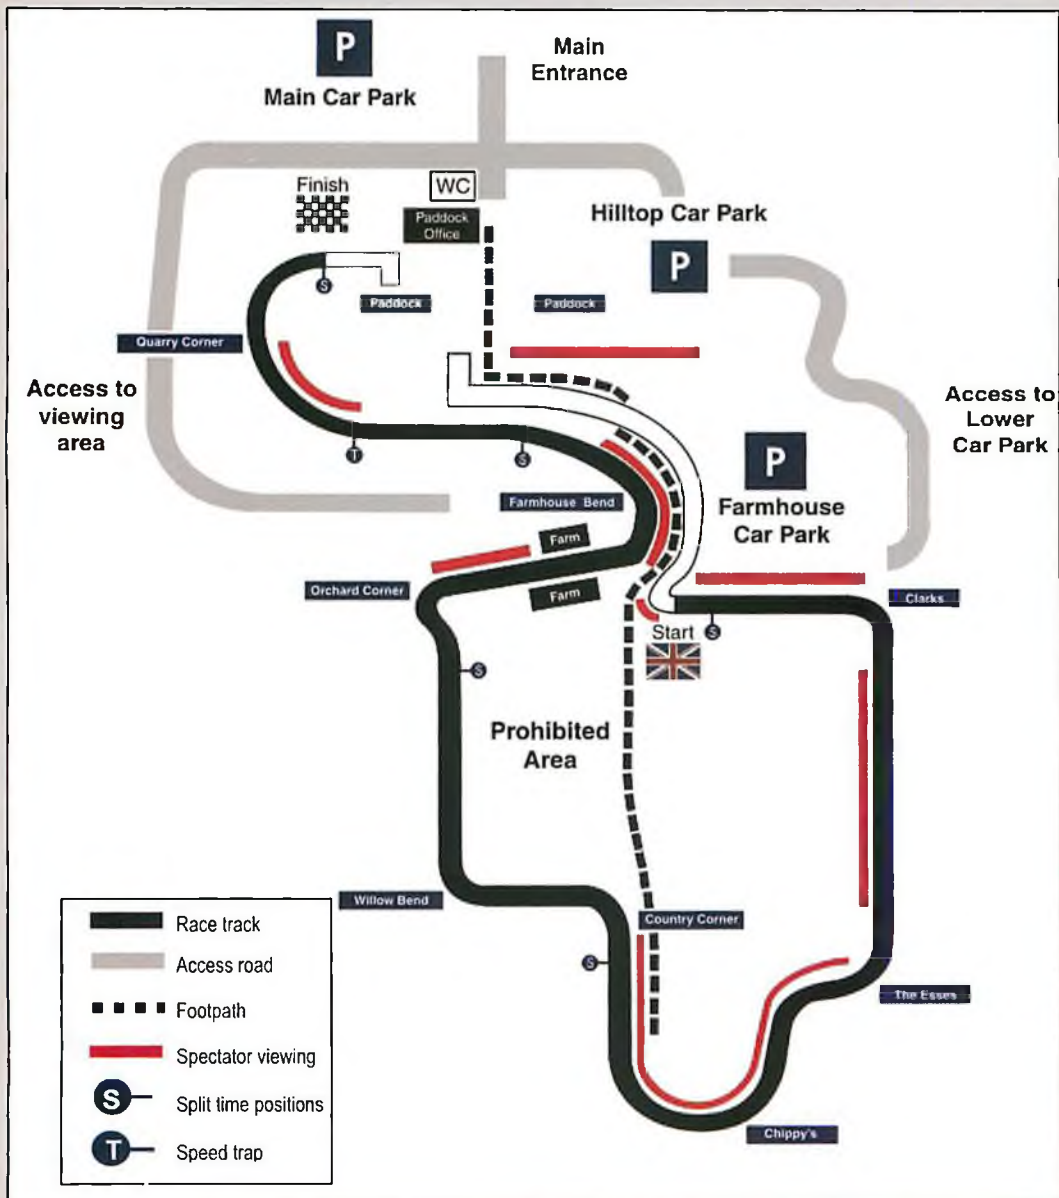 P
Main Car Park
Main
Entrance
Finish
WC
Paddock
Office
Hilltop Car Park
P
S
Paddock
Paddock
Quarry Corner
Access to
viewing
area
Access to
Lower
Car Park
T
S
P
Farmhouse
Car Park
Farmhouse Bend
Farm
Orchard Corner
Farm
Clarks
Start
S
S
Prohibited
Area
Willow Bend
Country Corner
S
The Esses
Chippy's
Race track
Access road
Footpath
Spectator viewing
S Split time positions
T Speed trap